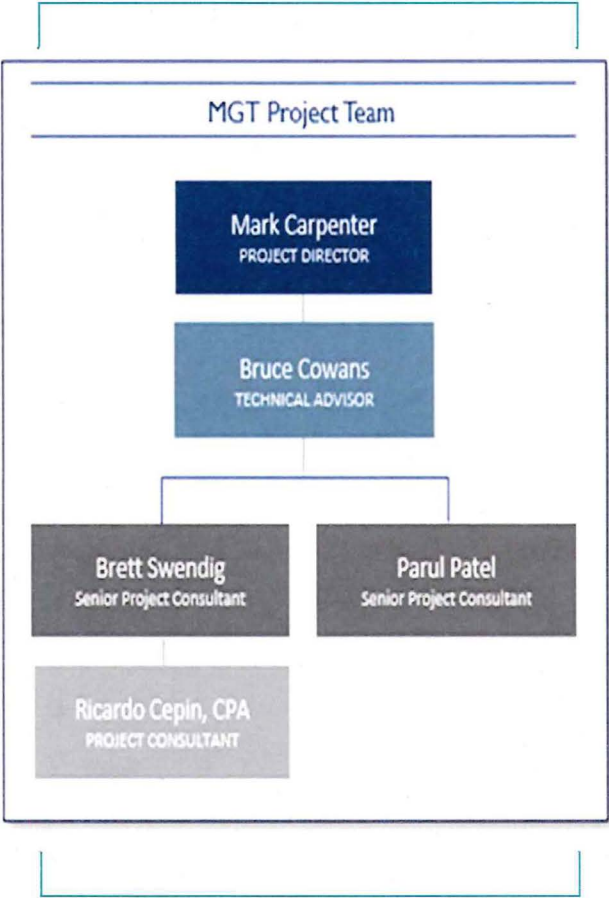 MGT Project Team
Mark Carpenter
PROJECT DIRECTOR
Bruce Cowans
TECHNICAL ADVISOR
Brett Swendig
Senior Project Consultant
Parul Patel
Senior Project Consultant
Ricardo Cepin, CPA
PROJECT CONSULTANT